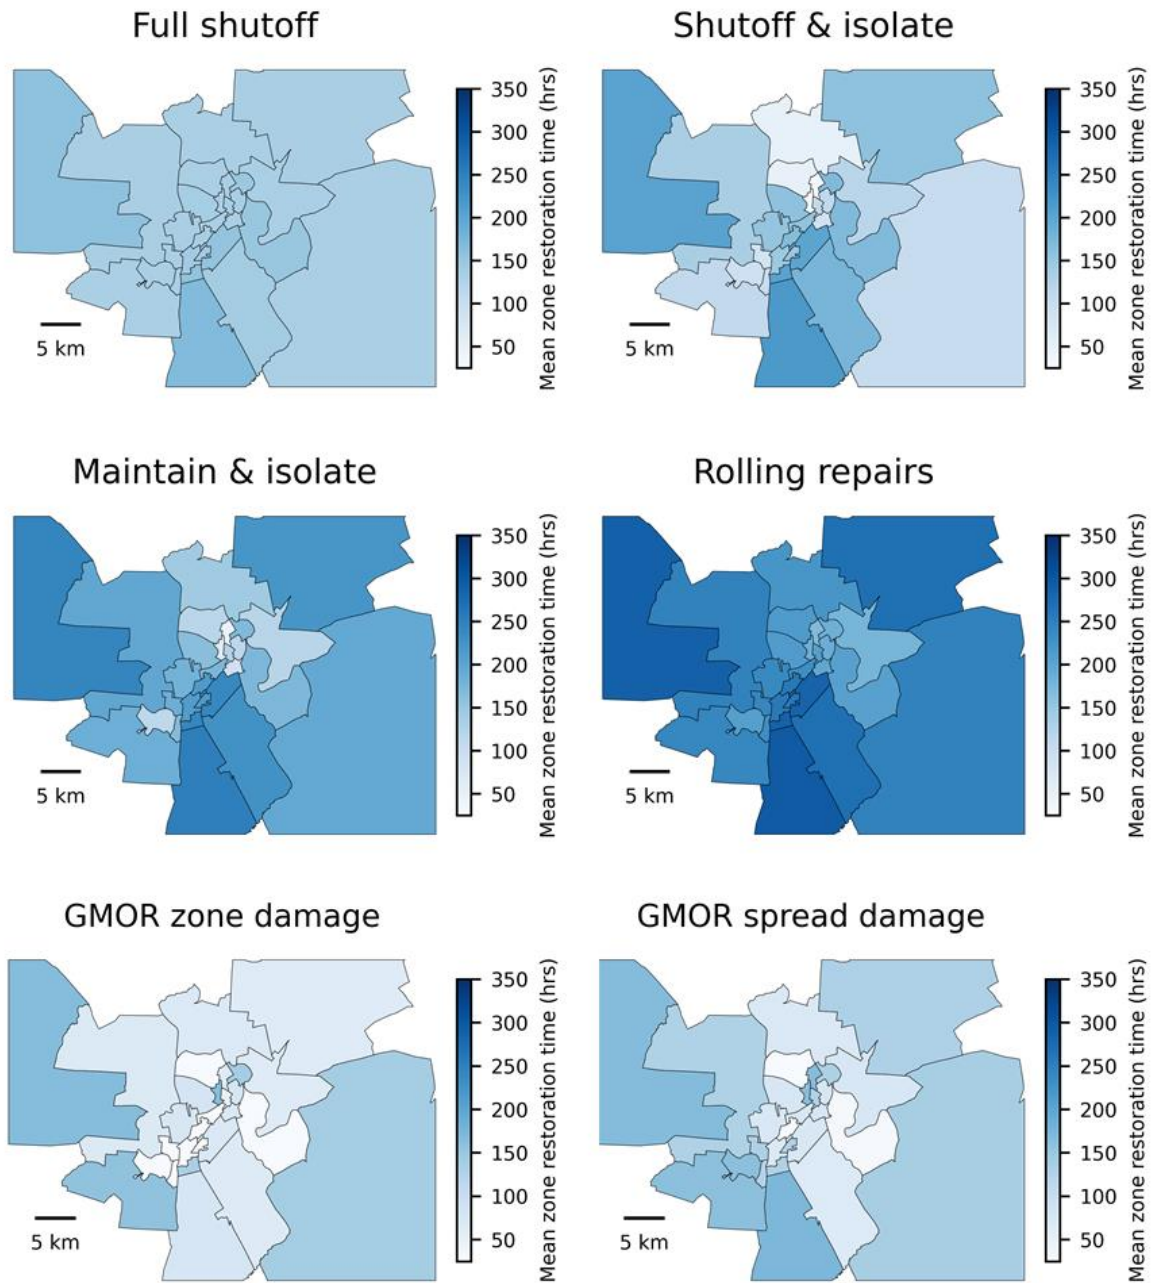 Full shutoff
Shutoff & isolate
350
300
250
200
150
100
50
Mean zone restoration time (hrs)
5 km
350
300
250
200
150
100
50
Mean zone restoration time (hrs)
5 km
Maintain & isolate
Rolling repairs
350
300
250
200
150
100
50
Mean zone restoration time (hrs)
5 km
350
300
250
200
150
100
50
Mean zone restoration time (hrs)
5 km
GMOR zone damage
GMOR spread damage
350
300
250
200
150
100
50
Mean zone restoration time (hrs)
5 km
350
300
250
200
150
100
50
Mean zone restoration time (hrs)
5 km